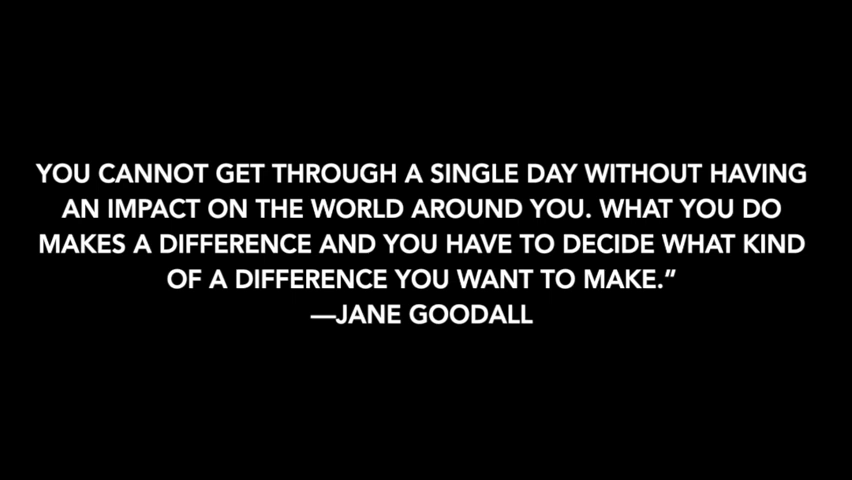 YOU CANNOT GET THROUGH A SINGLE DAY WITHOUT HAVING
AN IMPACT ON THE WORLD AROUND YOU. WHAT YOU DO
MAKES A DIFFERENCE AND YOU HAVE TO DECIDE WHAT KIND
OF A DIFFERENCE YOU WANT TO MAKE.”
—JANE GOODALL